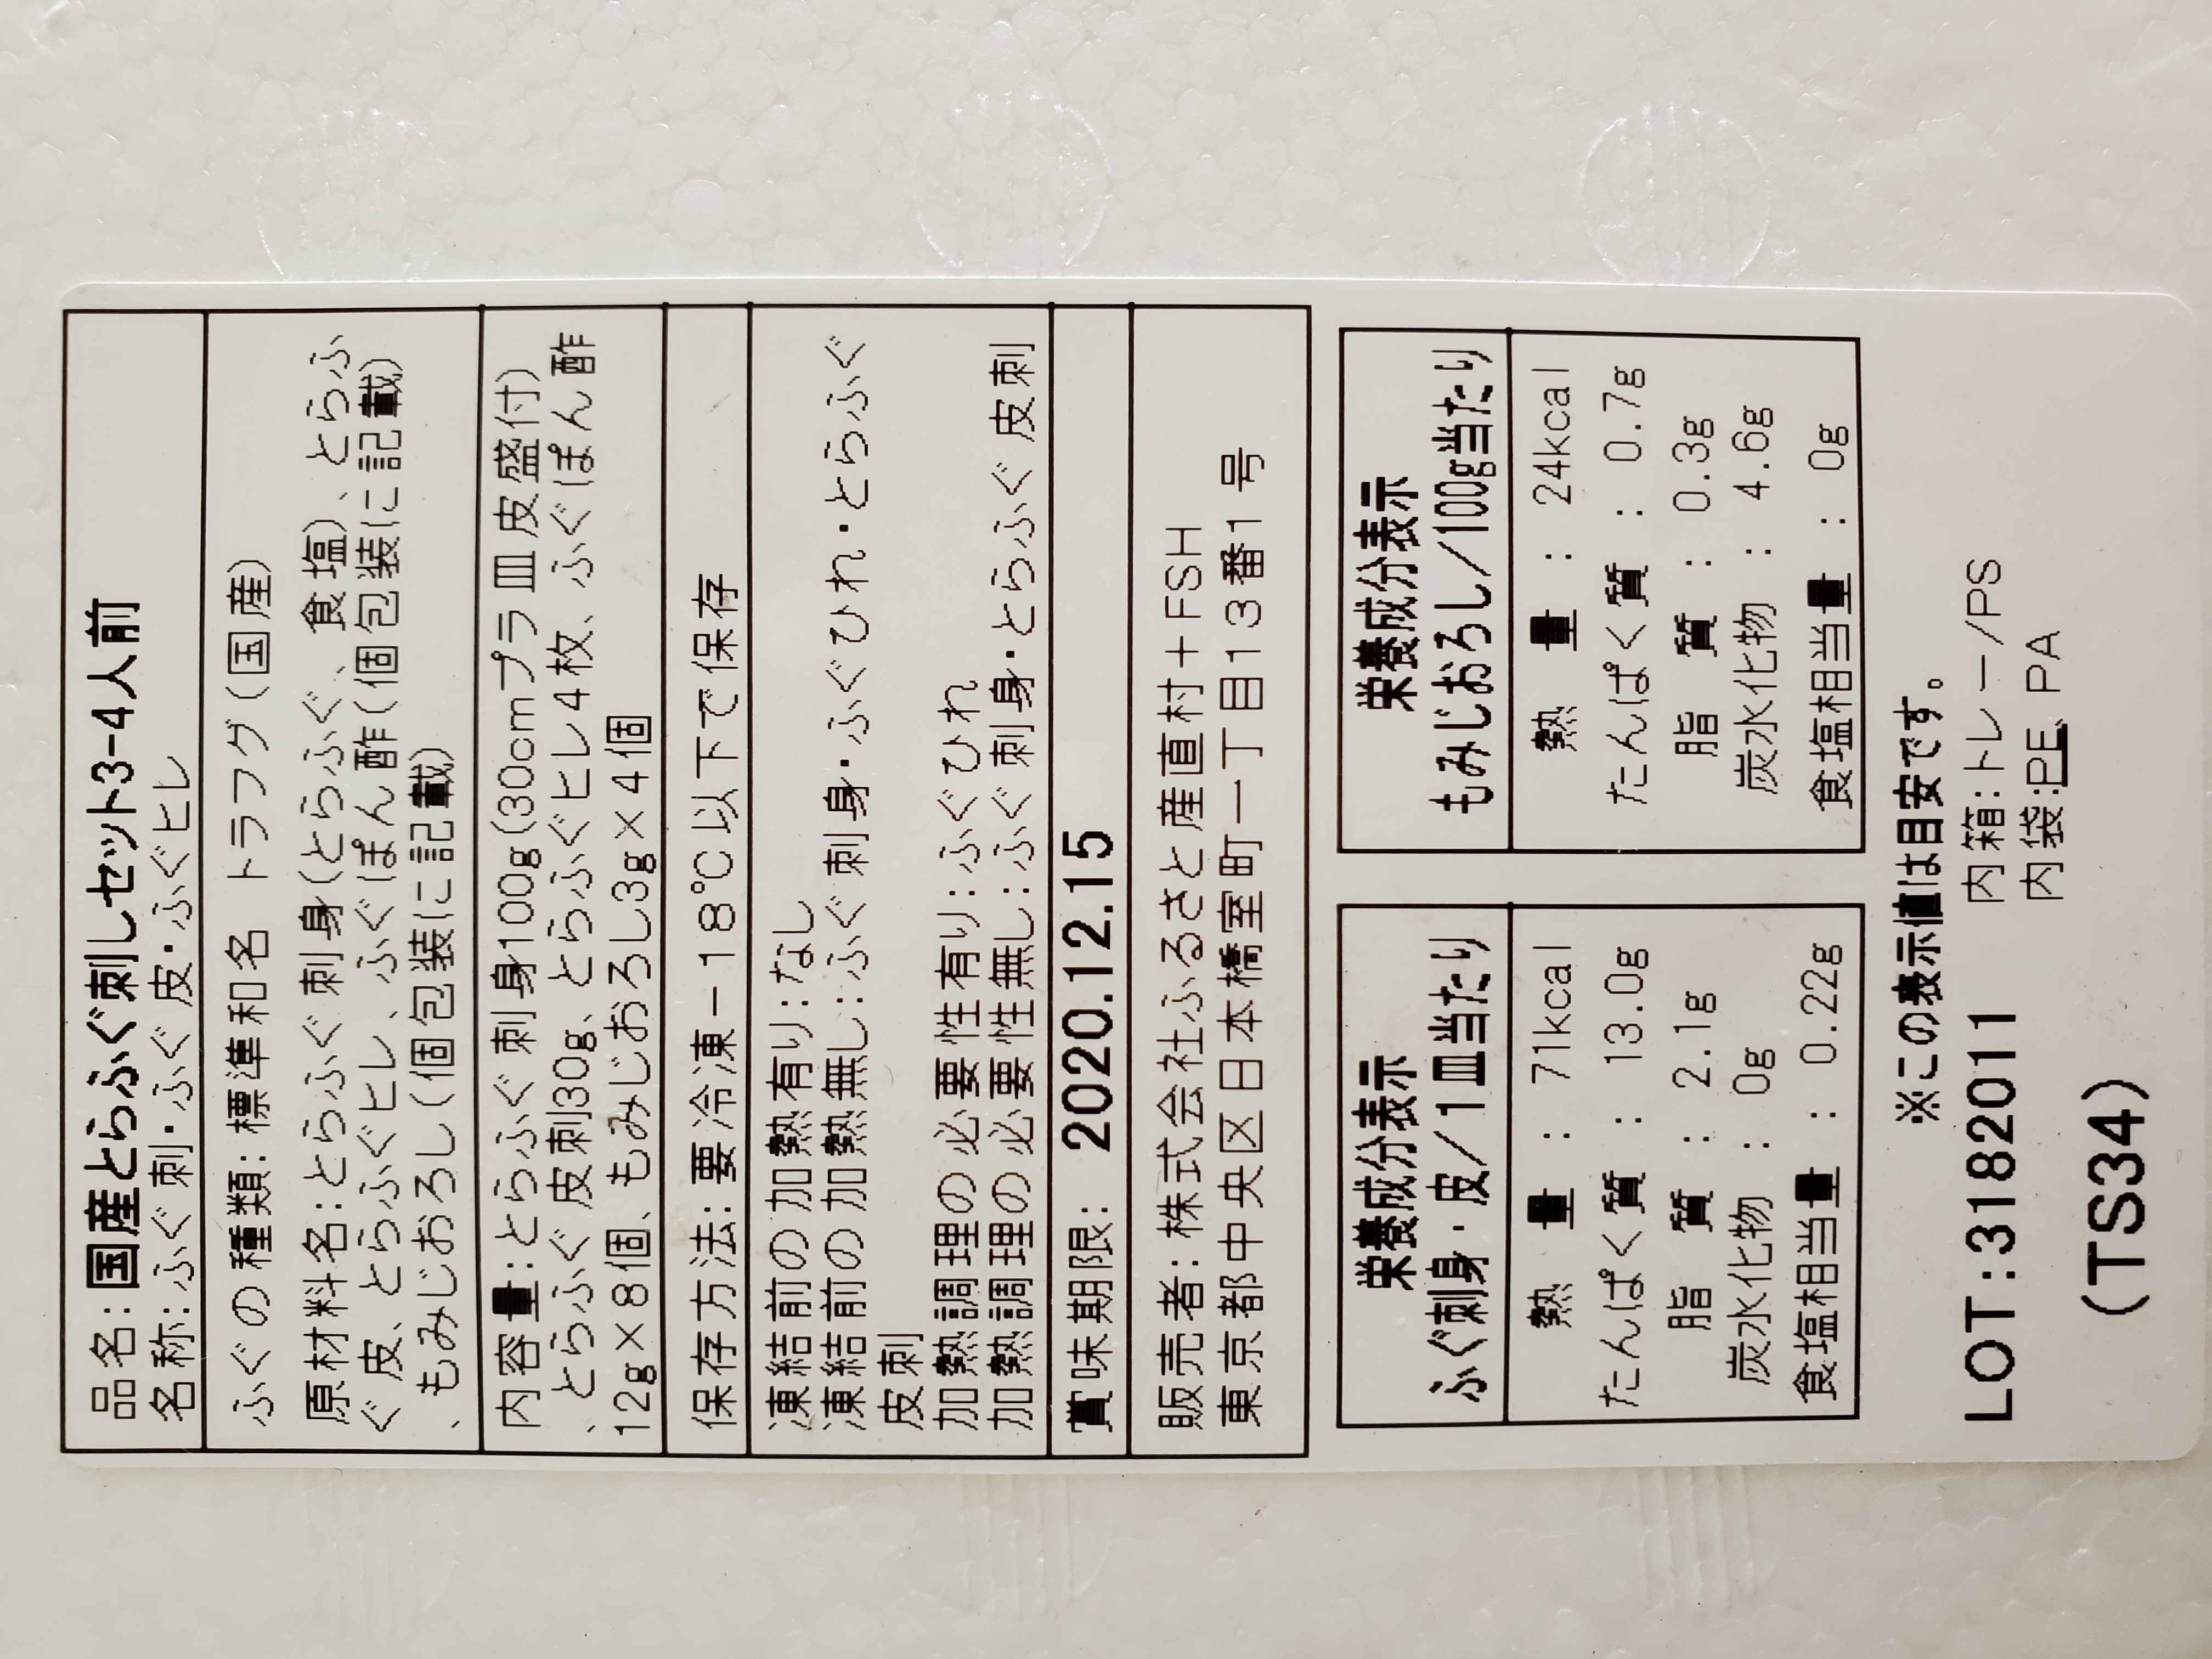 品名:国産とらふぐ刺しセット3-4人前
名称:ふぐ刺・ふぐ皮・ふぐヒレ
ふぐの種類:標準和名 トラフグ(国産)
原材料名:とらふぐ刺身(とらふぐ、食塩)、とらふ
ぐ皮、とらふぐヒレ、ふぐぽん酢(個包装に記載)
、もみじおろし(個包装に記載)
内容量:とらふぐ刺身100g(30cmプラ皿皮盛付)
、とらふぐ皮刺30g、とらふぐヒレ4枚、ふぐぽん酢
12g×8個、もみじおろし3g×4個
保存方法:要冷凍-18℃以下で保存
凍結前の加熱有り:なし
凍結前の加熱無し:ふぐ刺身・ふぐひれ・とらふぐ
皮刺
加熱調理の必要性有り:ふぐひれ
加熱調理の必要性無し:ふぐ刺身・とらふぐ皮刺
賞味期限: 2020.12.15
販売者:株式会社ふるさと産直村+FSH
東京都中央区日本橋室町一丁目13番1号
栄養成分表示
ふぐ刺身・皮/1皿当たり
熱量 : 71kcal
たんぱく質 : 13.0g
脂質 : 2.1g
炭水化物 : 0g
食塩相当量 : 0.22g
栄養成分表示
もみじおろし/100g当たり
熱量 : 24kcal
たんぱく質 : 0.7g
脂質 : 0.3g
炭水化物 : 4.6g
食塩相当量 : 0g
※この表示値は目安です。
LOT:3182011
内箱:トレー/PS
内袋:PE、PA
(TS34)